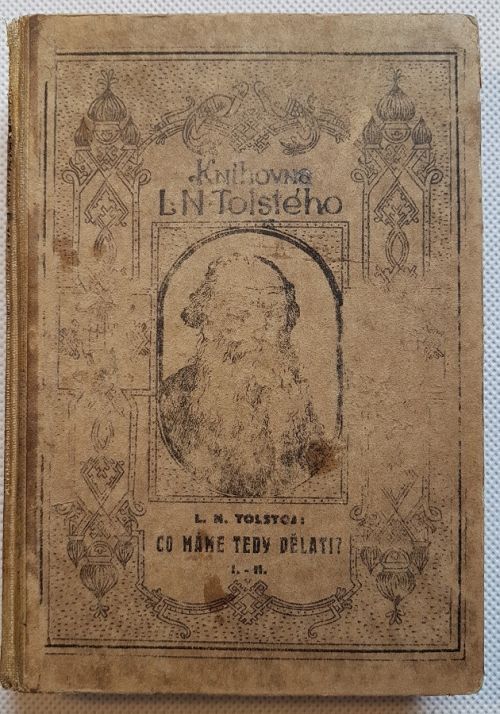 Knihovna
L N Tolstého
L. N. TOLSTOJ:
CO MÁME TEDY DĚLATI?
I. - II.